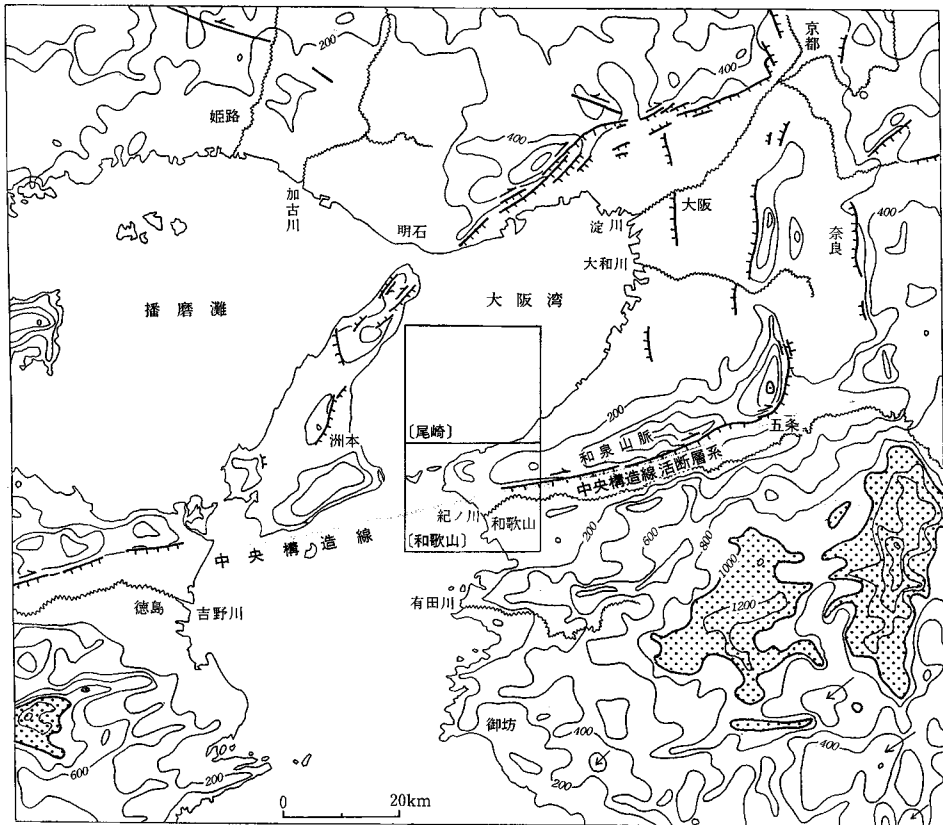 京都
200
400
姫路
400
加古川
明石
淀川
大阪
400
奈良
大和川
播磨灘
大阪湾
200
〔尾崎〕
和泉山脈
五条
洲本
中央構造線活断層系
紀ノ川
和歌山
〔和歌山〕
中央構造線
200
600
800
1000
1200
徳島
吉野川
有田川
御坊
400
400
600
200
200
0
20km